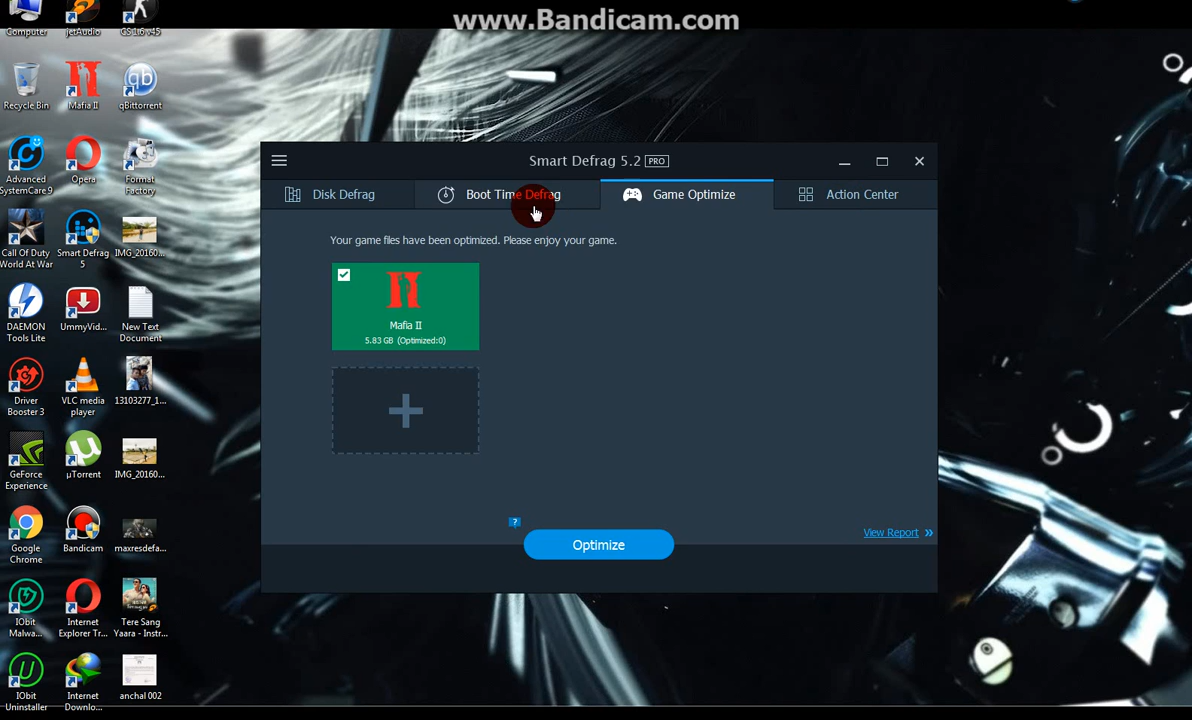 www.Bandicam.com
Computer
jetAudio
CS 1.6 v45
Recycle Bin
Mafia II
qBittorrent
Advanced
SystemCare 9
Opera
Format
Factory
Call Of Duty
World At War
Smart Defrag
5
IMG_20160...
DAEMON
Tools Lite
UmmyVid...
New Text
Document
Driver
Booster 3
VLC media
player
13103277_1...
GeForce
Experience
µTorrent
IMG_20160...
Google
Chrome
Bandicam
maxresdefa...
IObit
Malwa...
Internet
Explorer Tr...
Tere Sang
Yaara - Instr...
IObit
Uninstaller
Internet
Downlo...
anchal 002
Smart Defrag 5.2 PRO
Disk Defrag
Boot Time Defrag
Game Optimize
Action Center
Your game files have been optimized. Please enjoy your game.
Mafia II
5.83 GB (Optimized:0)
?
View Report »
Optimize